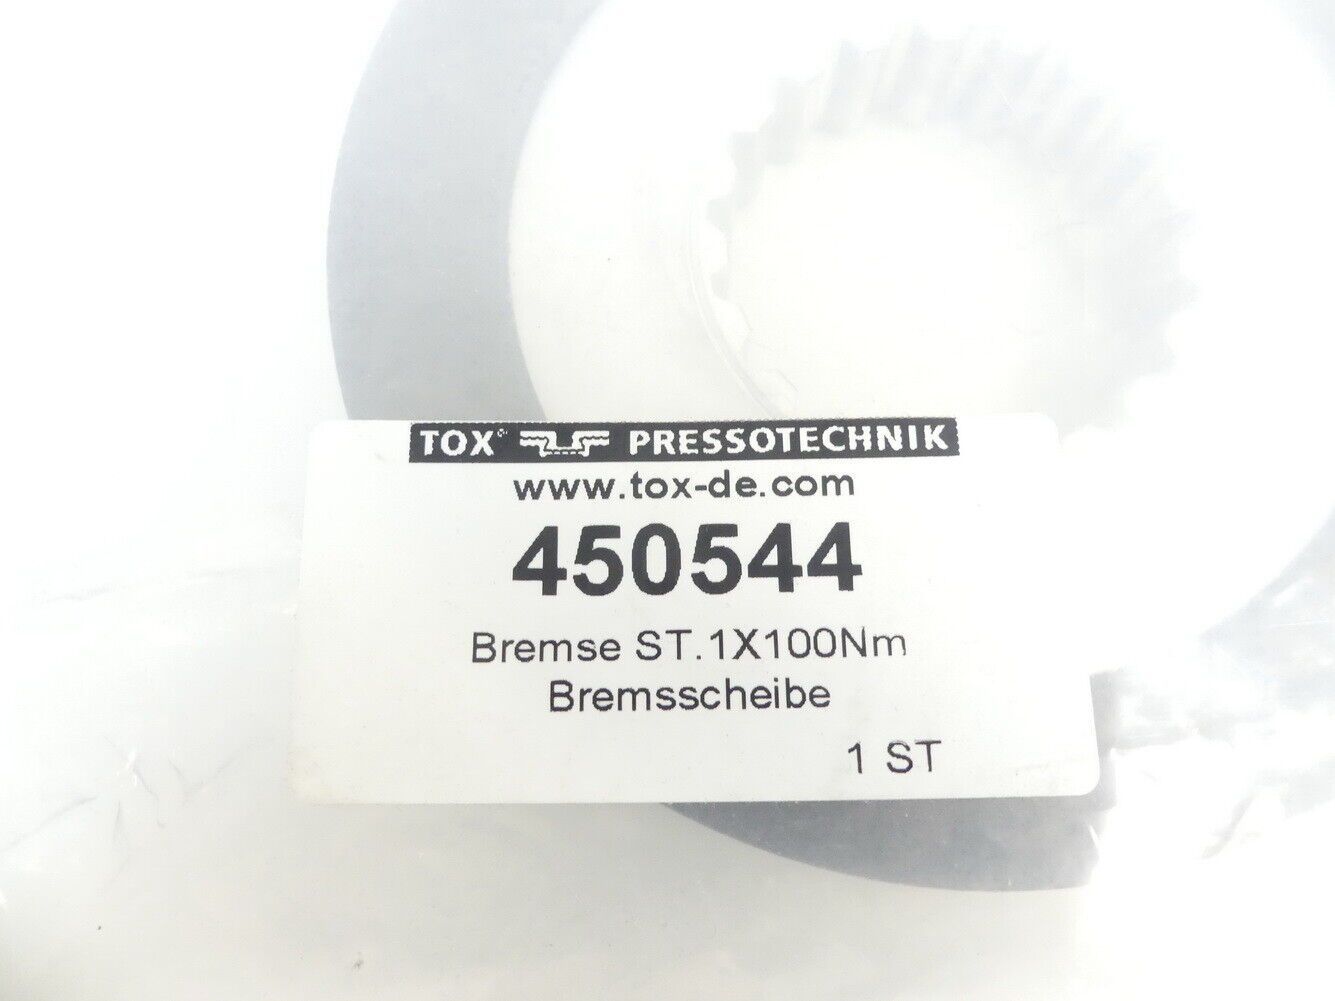 TOX® PRESSOTECHNIK
www.tox-de.com
450544
Bremse ST.1X100Nm
Bremsscheibe
1 ST